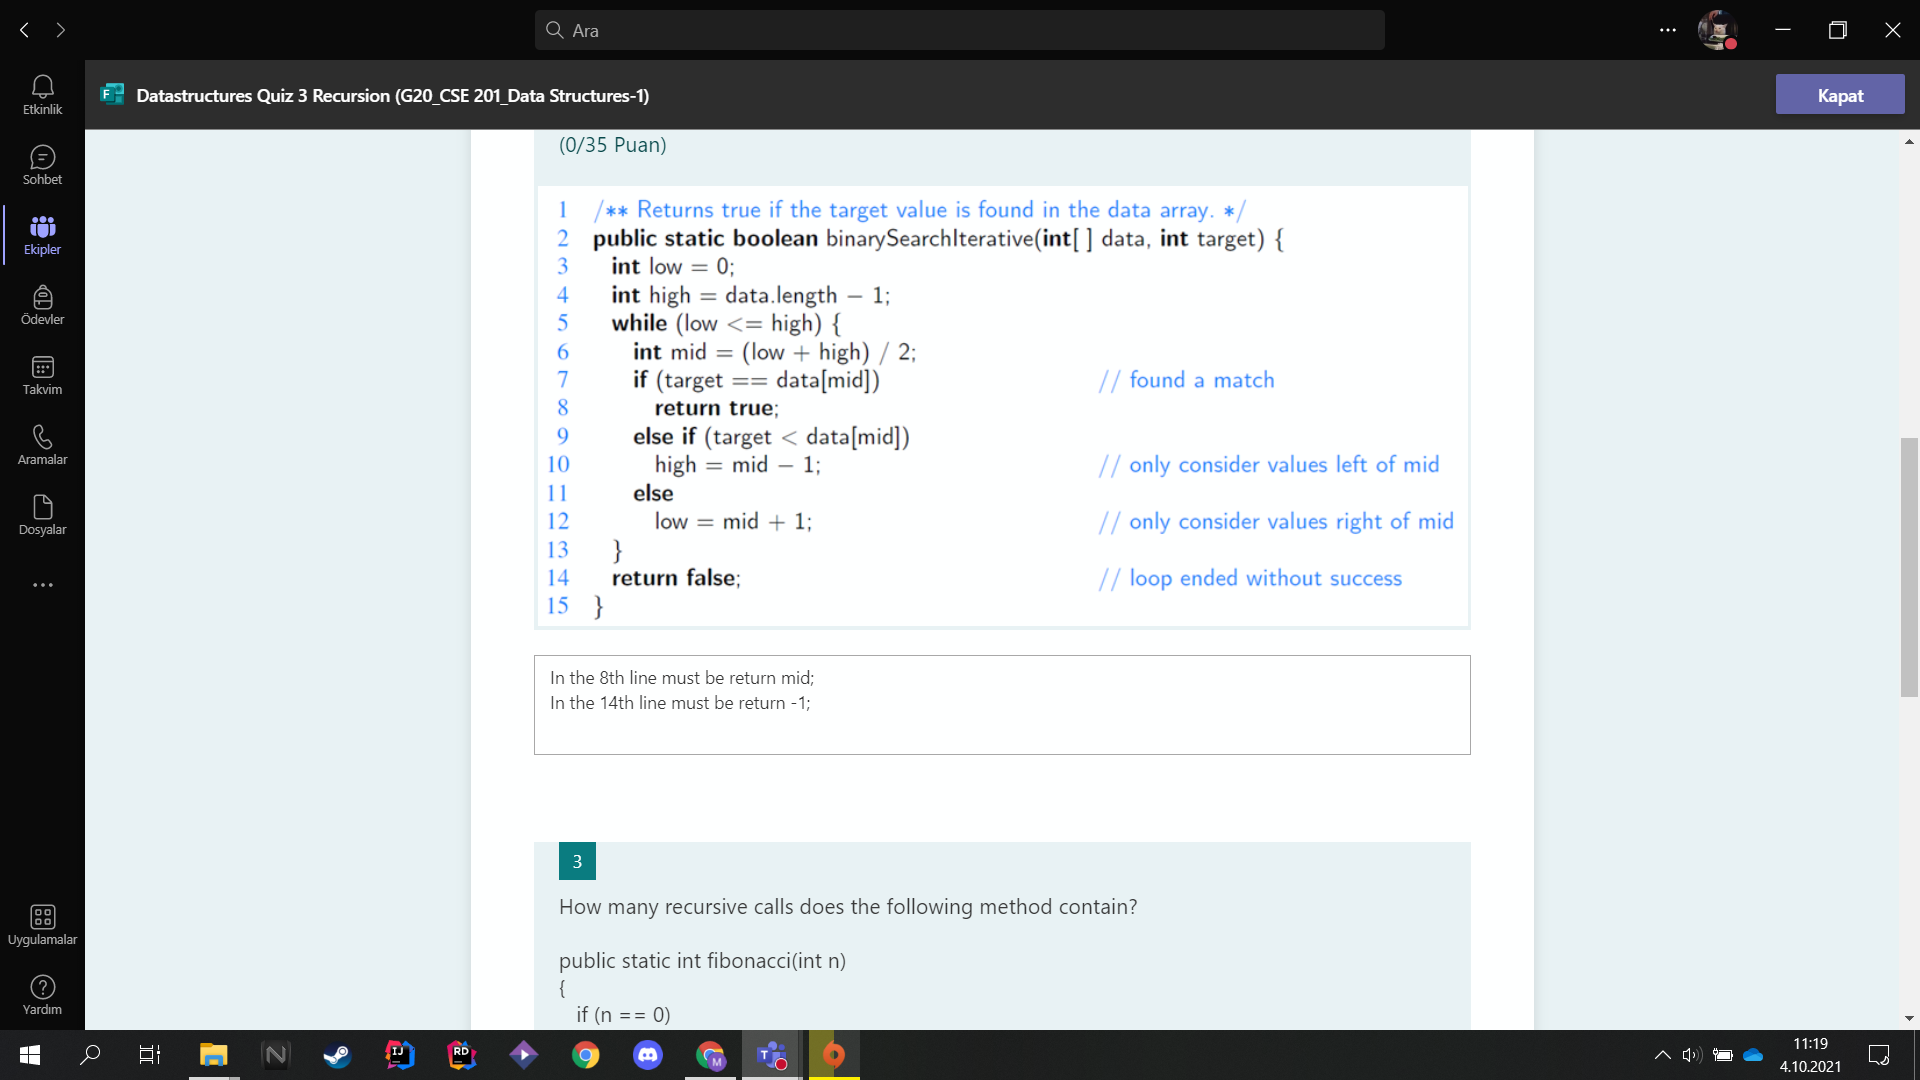 Ara
Etkinlik
Sohbet
Ekipler
Ödevler
Takvim
Aramalar
Dosyalar
Uygulamalar
Yardım
F
Datastructures Quiz 3 Recursion (G20_CSE 201_Data Structures-1)
Kapat
(0/35 Puan)
1 /** Returns true if the target value is found in the data array. */
2 public static boolean binarySearchIterative(int[ ] data, int target) {
3 int low = 0;
4 int high = data.length − 1;
5 while (low <= high) {
6 int mid = (low + high) / 2;
7 if (target == data[mid]) // found a match
8 return true;
9 else if (target < data[mid])
10 high = mid − 1; // only consider values left of mid
11 else
12 low = mid + 1; // only consider values right of mid
13 }
14 return false; // loop ended without success
15 }
In the 8th line must be return mid;
In the 14th line must be return -1;
3
How many recursive calls does the following method contain?
public static int fibonacci(int n)
{
if (n == 0)
N
IJ
RD
M
T
11:19
4.10.2021